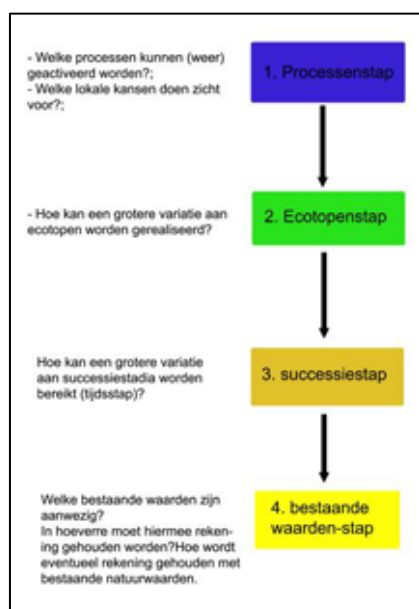 - Welke processen kunnen (weer)
geactiveerd worden?;
- Welke lokale kansen doen zicht
voor?;
1. Processenstap
- Hoe kan een grotere variatie aan
ecotopen worden gerealiseerd?
2. Ecotopenstap
Hoe kan een grotere variatie
aan successiestadia worden
bereikt (tijdsstap)?
3. successiestap
Welke bestaande waarden zijn
aanwezig?
In hoeverre moet hiermee reken-
ing gehouden worden?Hoe wordt
eventueel rekening gehouden met
bestaande natuurwaarden.
4. bestaande
waarden-stap